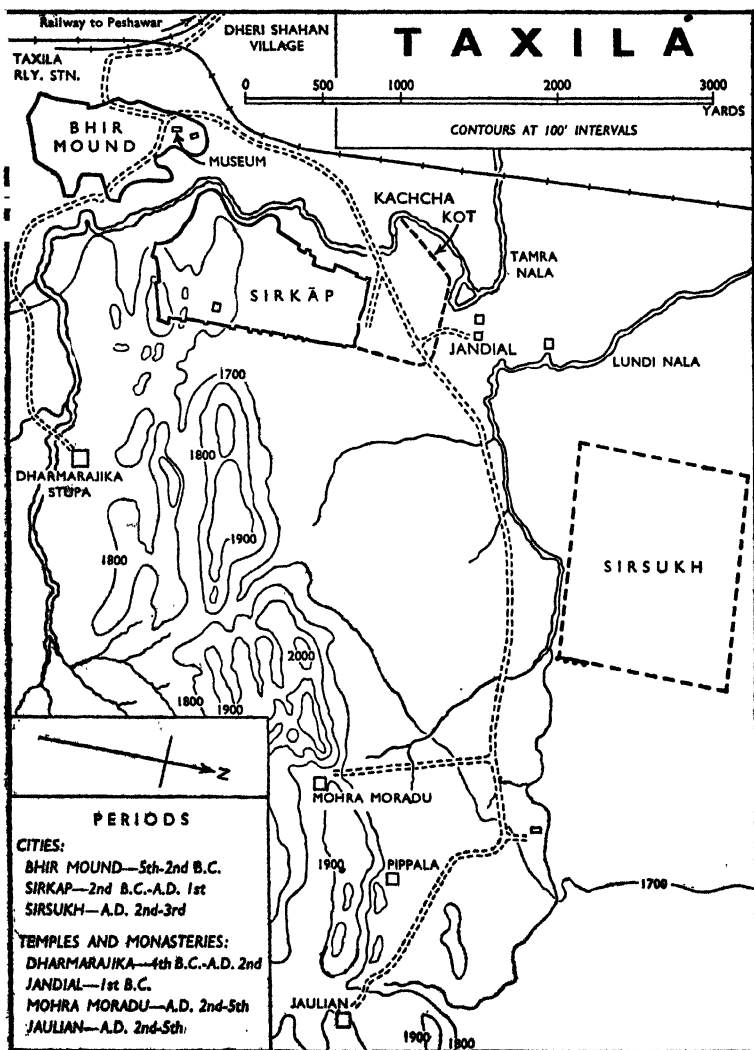 Railway to Peshawar
DHERI SHAHAN
VILLAGE
TAXILA
TAXILA
RLY. STN.
0 500 1000 2000 3000
YARDS
CONTOURS AT 100' INTERVALS
BHIR
MOUND
MUSEUM
KACHCHA
KOT
TAMRA
NALA
SIRKĀP
JANDIAL
LUNDI NALA
1700
1800
DHARMARAJIKA
STŪPA
1900
1800
SIRSUKH
2000
1800
1900
N
MOHRA MORADU
PERIODS
CITIES:
BHIR MOUND—5th-2nd B.C.
SIRKAP—2nd B.C.-A.D. 1st
SIRSUKH—A.D. 2nd-3rd
TEMPLES AND MONASTERIES:
DHARMARAJIKA—4th B.C.-A.D. 2nd
JANDIAL—1st B.C.
MOHRA MORADU—A.D. 2nd-5th
JAULIAN—A.D. 2nd-5th
1900
PIPPALA
1700
JAULIAN
1900
1800